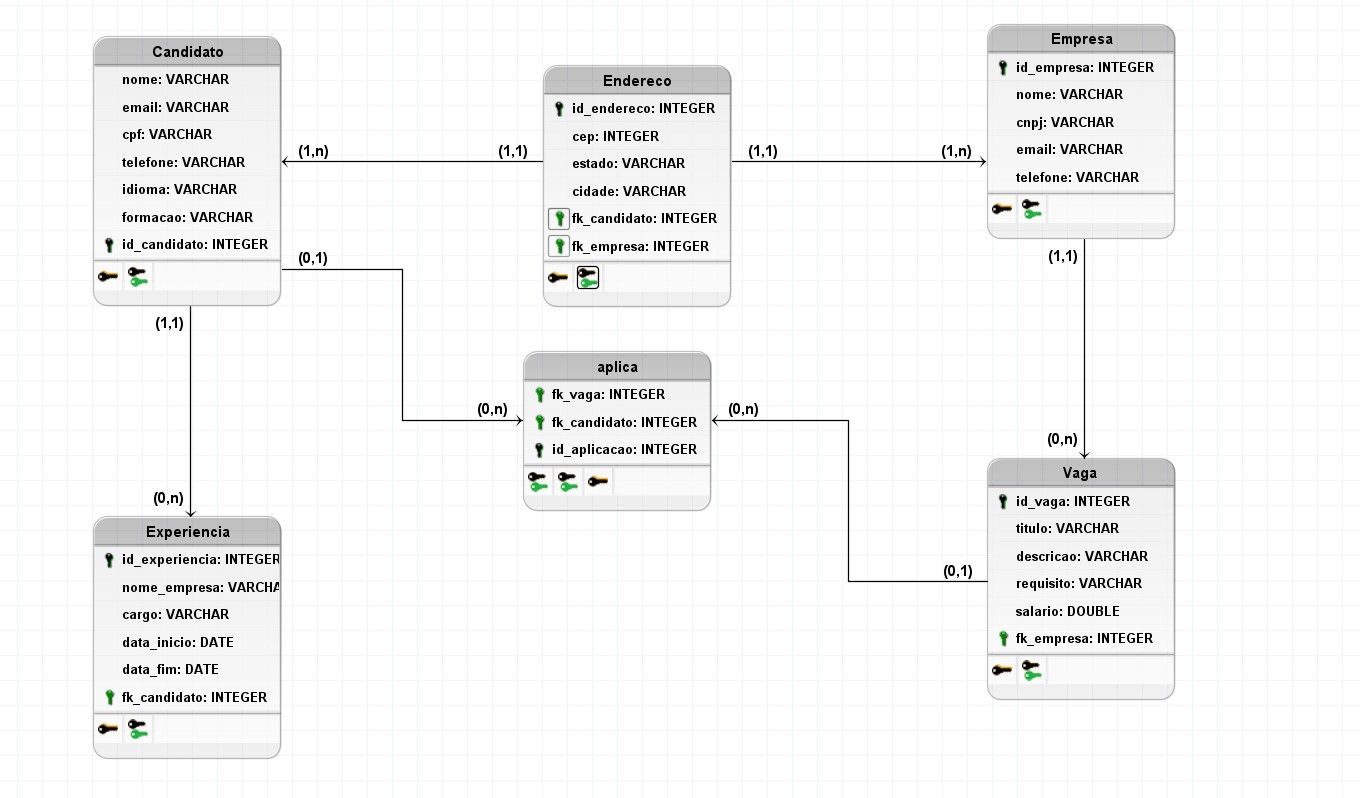 Candidato
nome: VARCHAR
email: VARCHAR
cpf: VARCHAR
telefone: VARCHAR
idioma: VARCHAR
formacao: VARCHAR
id_candidato: INTEGER
(1,n)
(1,1)
Endereco
id_endereco: INTEGER
cep: INTEGER
estado: VARCHAR
cidade: VARCHAR
fk_candidato: INTEGER
fk_empresa: INTEGER
(1,1)
(1,n)
Empresa
id_empresa: INTEGER
nome: VARCHAR
cnpj: VARCHAR
email: VARCHAR
telefone: VARCHAR
(0,1)
(1,1)
(1,1)
(0,n)
aplica
fk_vaga: INTEGER
fk_candidato: INTEGER
id_aplicacao: INTEGER
(0,n)
(0,n)
(0,n)
Experiencia
id_experiencia: INTEGER
nome_empresa: VARCHA
cargo: VARCHAR
data_inicio: DATE
data_fim: DATE
fk_candidato: INTEGER
(0,1)
Vaga
id_vaga: INTEGER
titulo: VARCHAR
descricao: VARCHAR
requisito: VARCHAR
salario: DOUBLE
fk_empresa: INTEGER